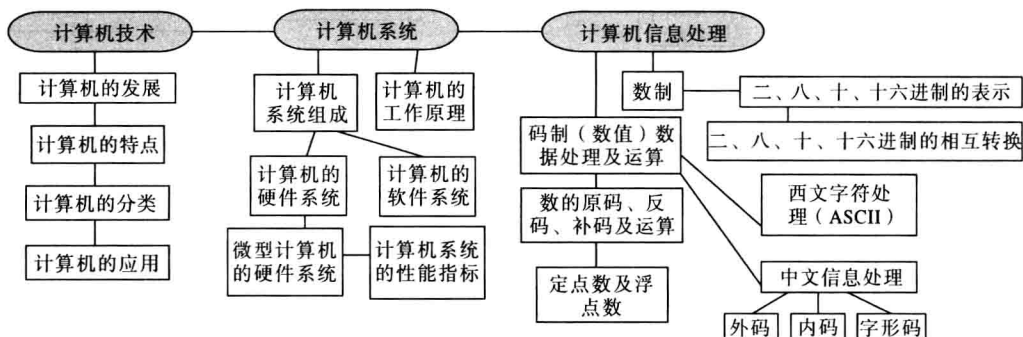 计算机技术
计算机系统
计算机信息处理
计算机的发展
计算机的特点
计算机的分类
计算机的应用
计算机
系统组成
计算机的
工作原理
计算机的
硬件系统
计算机的
软件系统
微型计算机
的硬件系统
计算机系统
的性能指标
数制
二、八、十、十六进制的表示
二、八、十、十六进制的相互转换
码制（数值）数
据处理及运算
数的原码、反
码、补码及运算
定点数及浮
点数
西文字符处
理（ASCII）
中文信息处理
外码
内码
字形码